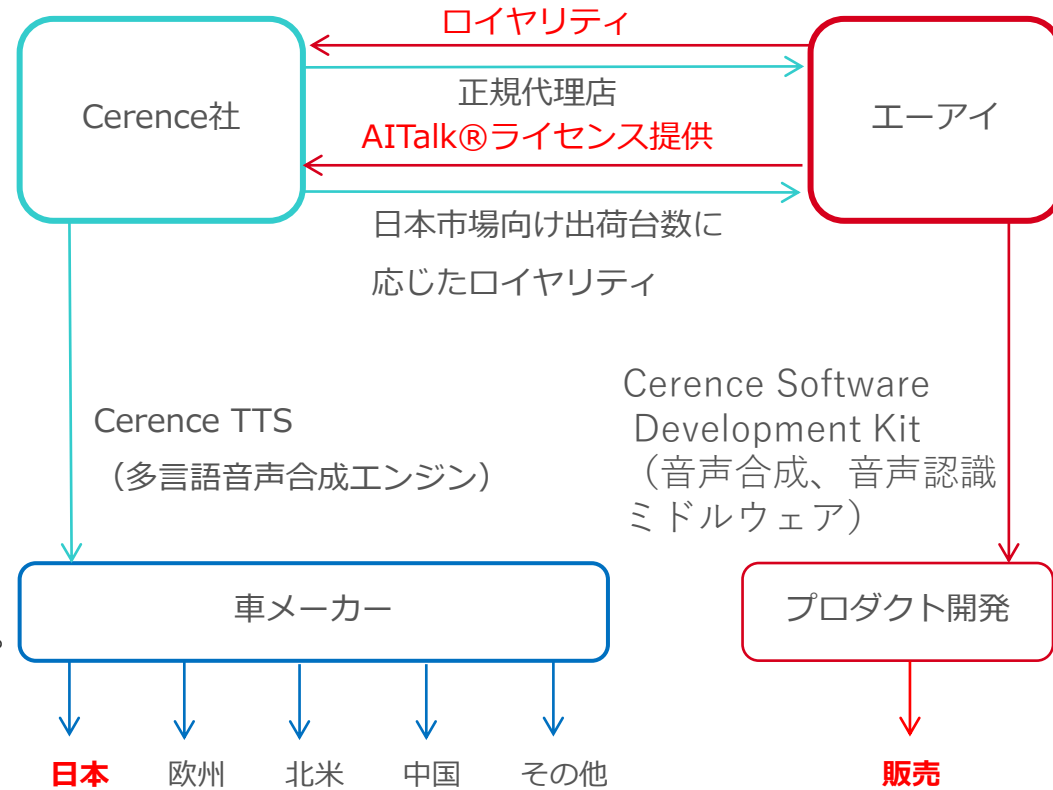 ロイヤリティ
Cerence社
正規代理店
エーアイ
AITalk®ライセンス提供
日本市場向け出荷台数に
応じたロイヤリティ
Cerence TTS
（多言語音声合成エンジン）
Cerence Software
Development Kit
（音声合成、音声認識
ミドルウェア）
車メーカー
プロダクト開発
。
日本 欧州 北米 中国 その他 販売